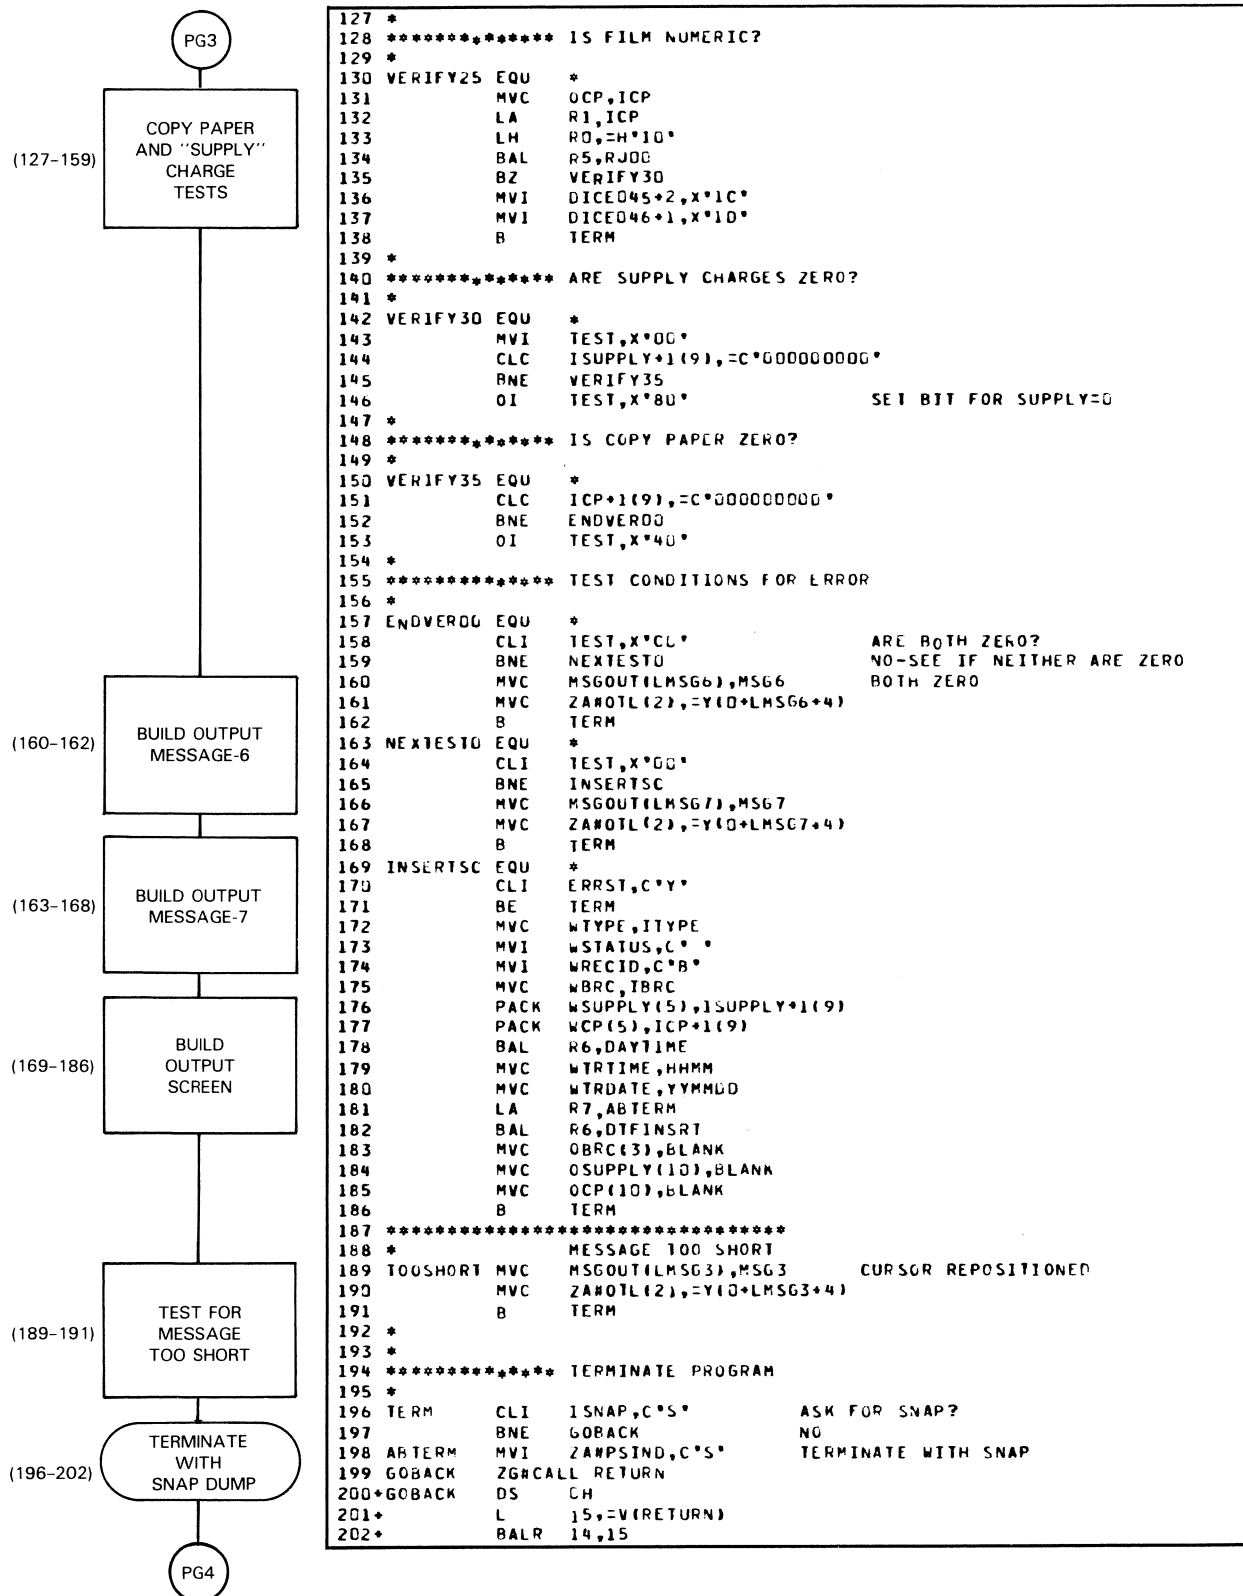 PG3
(127-159)
COPY PAPER
AND "SUPPLY"
CHARGE
TESTS
(160-162)
BUILD OUTPUT
MESSAGE-6
(163-168)
BUILD OUTPUT
MESSAGE-7
(169-186)
BUILD
OUTPUT
SCREEN
(189-191)
TEST FOR
MESSAGE
TOO SHORT
(196-202)
TERMINATE
WITH
SNAP DUMP
PG4
127 *
128 ************** IS FILM NUMERIC?
129 *
130 VERIFY25 EQU *
131 MVC OCP,ICP
132 LA R1,ICP
133 LH R0,=H'10'
134 BAL R5,RJ00
135 BZ VERIFY30
136 MVI DICE045+2,X'1C'
137 MVI DICE046+1,X'1D'
138 B TERM
139 *
140 ************** ARE SUPPLY CHARGES ZERO?
141 *
142 VERIFY30 EQU *
143 MVI TEST,X'00'
144 CLC ISUPPLY+1(9),=C'000000000'
145 BNE VERIFY35
146 OI TEST,X'80' SET BIT FOR SUPPLY=0
147 *
148 ************** IS COPY PAPER ZERO?
149 *
150 VERIFY35 EQU *
151 CLC ICP+1(9),=C'000000000'
152 BNE ENDVER00
153 OI TEST,X'40'
154 *
155 ************** TEST CONDITIONS FOR ERROR
156 *
157 ENDVER00 EQU *
158 CLI TEST,X'C0' ARE BOTH ZERO?
159 BNE NEXTEST0 NO-SEE IF NEITHER ARE ZERO
160 MVC MSGOUT(LMSG6),MSG6 BOTH ZERO
161 MVC ZA#OTL(2),=Y(0+LMSG6+4)
162 B TERM
163 NEXTEST0 EQU *
164 CLI TEST,X'00'
165 BNE INSERTSC
166 MVC MSGOUT(LMSG7),MSG7
167 MVC ZA#OTL(2),=Y(0+LMSG7+4)
168 B TERM
169 INSERTSC EQU *
170 CLI ERRST,C'Y'
171 BE TERM
172 MVC WTYPE,ITYPE
173 MVI WSTATUS,C' '
174 MVI WRECID,C'B'
175 MVC WBRC,IBRC
176 PACK WSUPPLY(5),ISUPPLY+1(9)
177 PACK WCP(5),ICP+1(9)
178 BAL R6,DAYTIME
179 MVC WTRTIME,HHMM
180 MVC WTRDATE,YYMMDD
181 LA R7,ABTERM
182 BAL R6,DTFINSRT
183 MVC OBRC(3),BLANK
184 MVC OSUPPLY(10),BLANK
185 MVC OCP(10),BLANK
186 B TERM
187 *********************************
188 * MESSAGE TOO SHORT
189 TOOSHORT MVC MSGOUT(LMSG3),MSG3 CURSOR REPOSITIONED
190 MVC ZA#OTL(2),=Y(0+LMSG3+4)
191 B TERM
192 *
193 *
194 ************** TERMINATE PROGRAM
195 *
196 TERM CLI ISNAP,C'S' ASK FOR SNAP?
197 BNE GOBACK NO
198 ABTERM MVI ZA#PSIND,C'S' TERMINATE WITH SNAP
199 GOBACK ZG#CALL RETURN
200+GOBACK DS 0H
201+ L 15,=V(RETURN)
202+ BALR 14,15